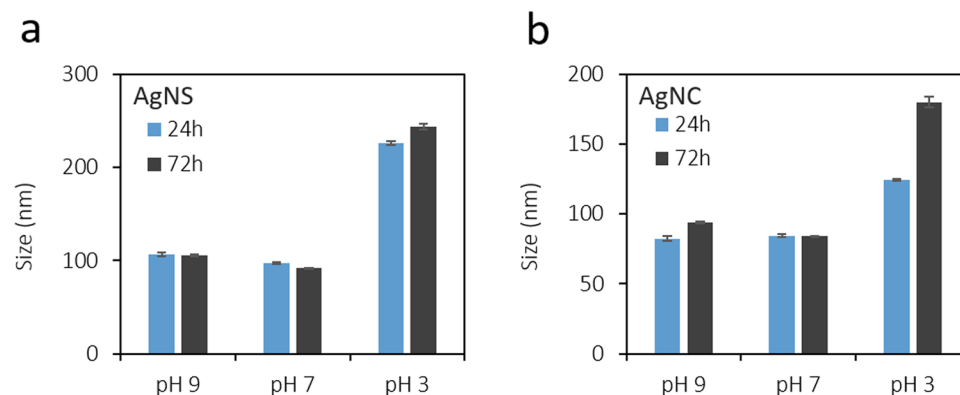 a
300
AgNS
24h
72h
200
100
0
Size (nm)
pH 9 pH 7 pH 3
b
200
AgNC
24h
72h
150
100
50
0
Size (nm)
pH 9 pH 7 pH 3